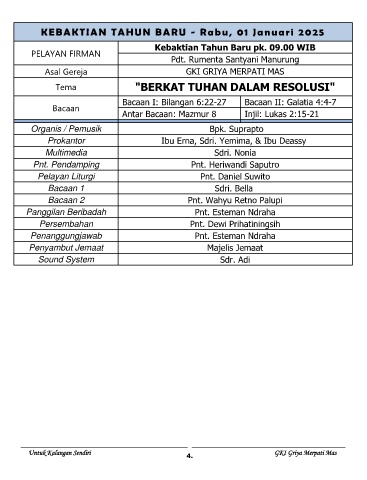 KEBAKTIAN TAHUN BARU - Rabu, 01 Januari 2025
PELAYAN FIRMAN
Kebaktian Tahun Baru pk. 09.00 WIB
Pdt. Rumenta Santyani Manurung
Asal Gereja GKI GRIYA MERPATI MAS
Tema "BERKAT TUHAN DALAM RESOLUSI"
Bacaan
Bacaan I: Bilangan 6:22-27 Bacaan II: Galatia 4:4-7
Antar Bacaan: Mazmur 8 Injil: Lukas 2:15-21
Organis / Pemusik Bpk. Suprapto
Prokantor Ibu Erna, Sdri. Yemima, & Ibu Deassy
Multimedia Sdri. Nonia
Pnt. Pendamping Pnt. Heriwandi Saputro
Pelayan Liturgi Pnt. Daniel Suwito
Bacaan 1 Sdri. Bella
Bacaan 2 Pnt. Wahyu Retno Palupi
Panggilan Beribadah Pnt. Esteman Ndraha
Persembahan Pnt. Dewi Prihatiningsih
Penanggungjawab Pnt. Esteman Ndraha
Penyambut Jemaat Majelis Jemaat
Sound System Sdr. Adi
Untuk Kalangan Sendiri 4. GKI Griya Merpati Mas